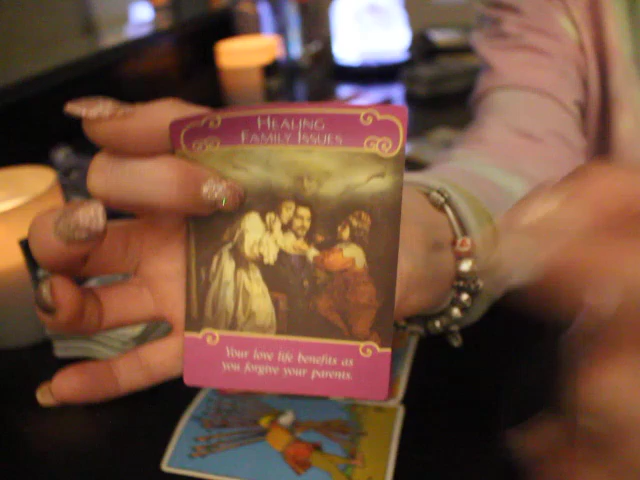 HEALING
FAMILY ISSUES
Your love life benefits as
you forgive your parents.